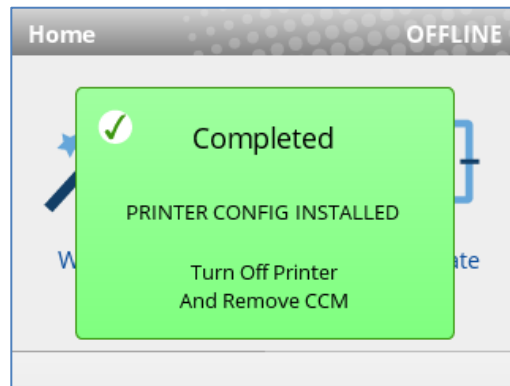 Home OFFLINE
Completed
PRINTER CONFIG INSTALLED
Turn Off Printer
And Remove CCM